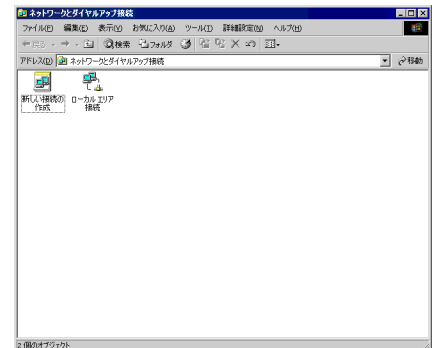 ネットワークとダイヤルアップ接続
ファイル(F) 編集(E) 表示(V) お気に入り(A) ツール(T) 詳細設定(N) ヘルプ(H)
戻る 検索 フォルダ
アドレス(D) ネットワークとダイヤルアップ接続 移動
新しい接続の
作成
ローカル エリア
接続
2 個のオブジェクト